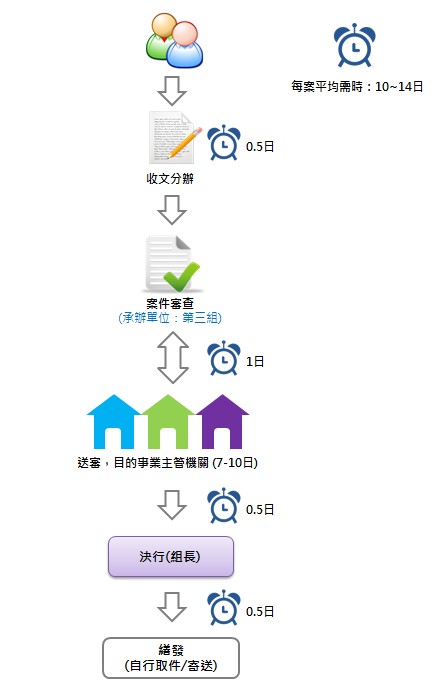 每案平均需時：10~14日
0.5日
收文分辦
案件審查
(承辦單位：第三組)
1日
送審，目的事業主管機關 (7-10日)
0.5日
決行(組長)
0.5日
繕發
(自行取件/寄送)